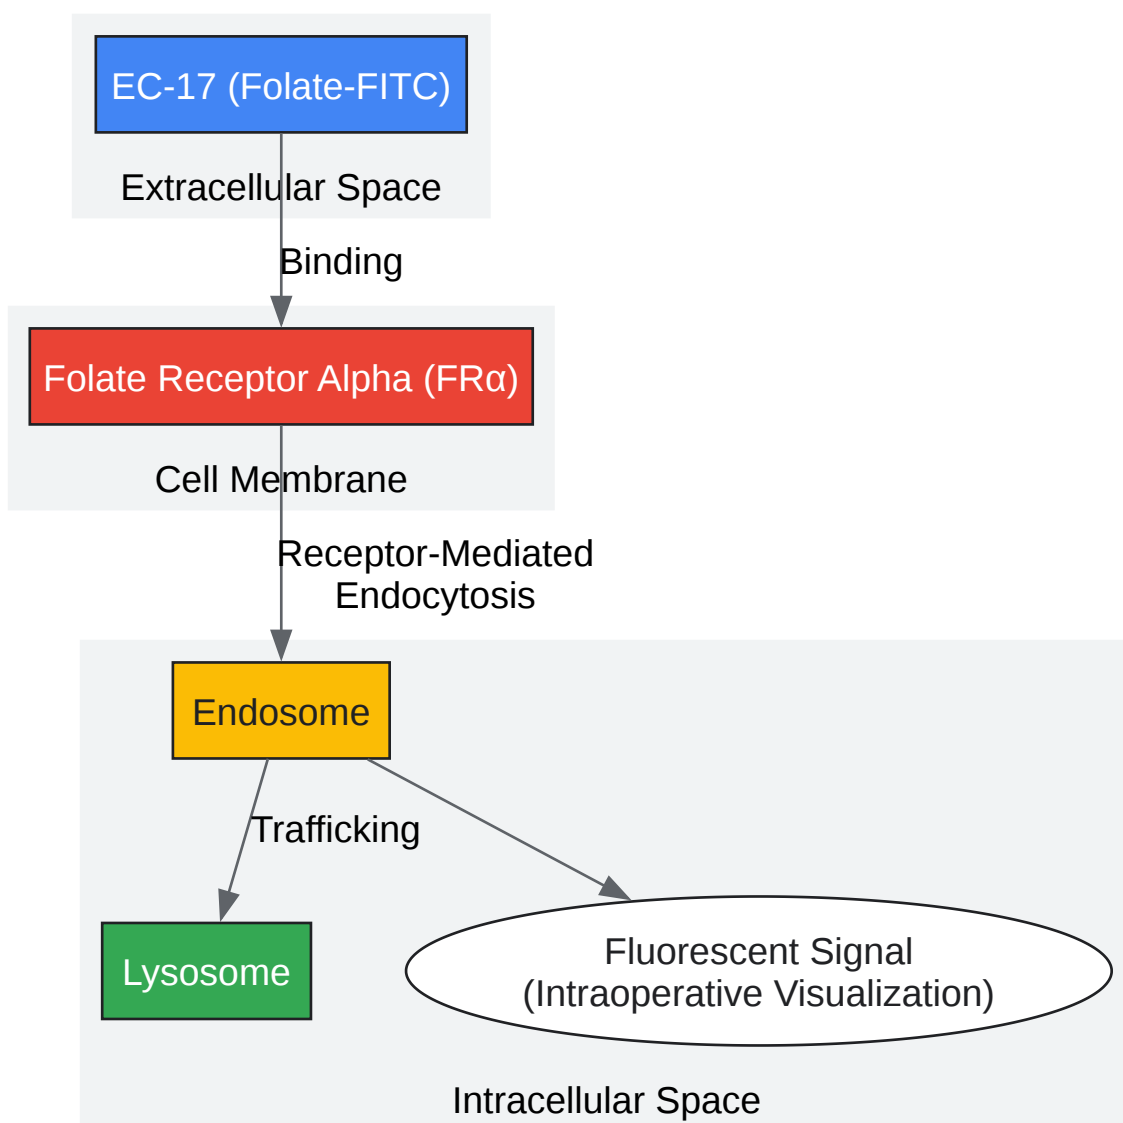 EC-17 (Folate-FITC)
Extracellular Space
Binding
Folate Receptor Alpha (FRα)
Cell Membrane
Receptor-Mediated
Endocytosis
Endosome
Trafficking
Lysosome
Fluorescent Signal
(Intraoperative Visualization)
Intracellular Space